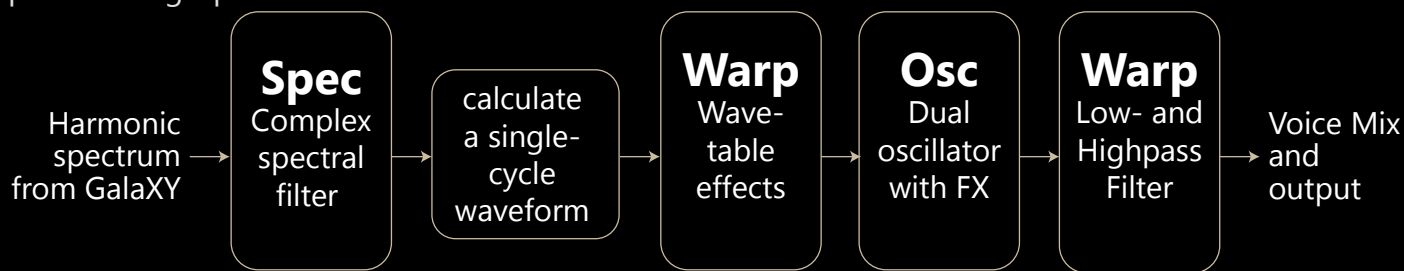 Harmonic
spectrum
from GalaXY
Spec
Complex
spectral
filter
calculate
a single-
cycle
waveform
Warp
Wave-
table
effects
Osc
Dual
oscillator
with FX
Warp
Low- and
Highpass
Filter
Voice Mix
and
output